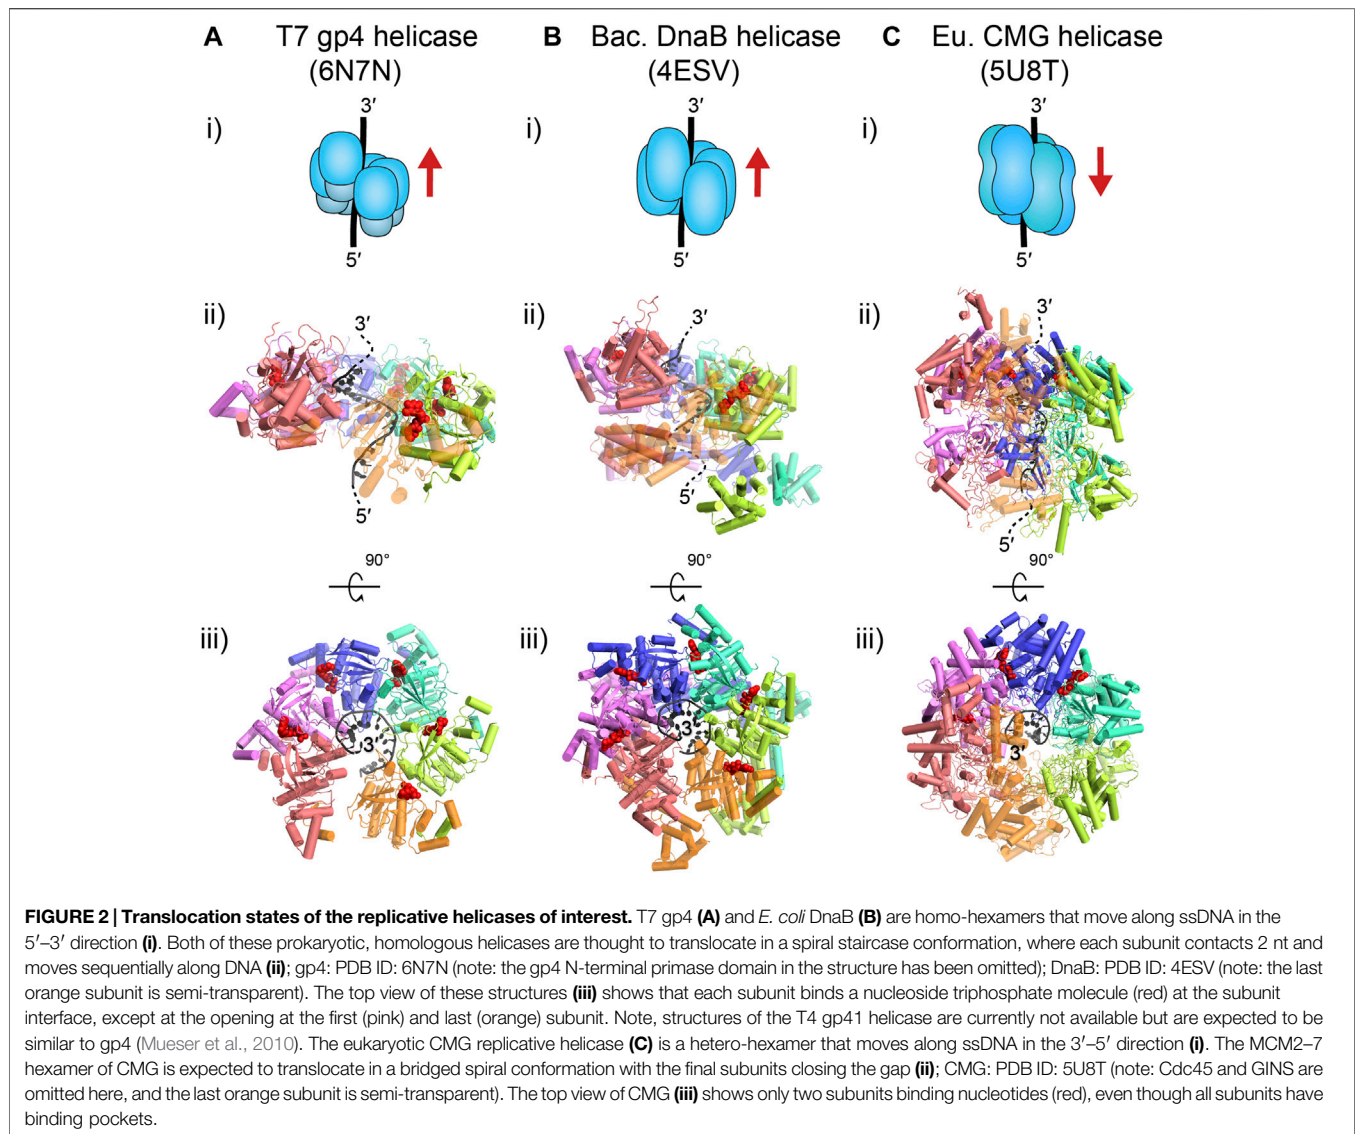 A T7 gp4 helicase
(6N7N)
B Bac. DnaB helicase
(4ESV)
C Eu. CMG helicase
(5U8T)
i)
3′
5′
i)
3′
5′
i)
3′
5′
ii)
3′
5′
ii)
3′
5′
ii)
3′
5′
90°
90°
90°
iii)
3′
iii)
3′
iii)
3′
FIGURE 2 | Translocation states of the replicative helicases of interest. T7 gp4 (A) and E. coli DnaB (B) are homo-hexamers that move along ssDNA in the
5′–3′ direction (i). Both of these prokaryotic, homologous helicases are thought to translocate in a spiral staircase conformation, where each subunit contacts 2 nt and
moves sequentially along DNA (ii); gp4: PDB ID: 6N7N (note: the gp4 N-terminal primase domain in the structure has been omitted); DnaB: PDB ID: 4ESV (note: the last
orange subunit is semi-transparent). The top view of these structures (iii) shows that each subunit binds a nucleoside triphosphate molecule (red) at the subunit
interface, except at the opening at the first (pink) and last (orange) subunit. Note, structures of the T4 gp41 helicase are currently not available but are expected to be
similar to gp4 (Mueser et al., 2010). The eukaryotic CMG replicative helicase (C) is a hetero-hexamer that moves along ssDNA in the 3′–5′ direction (i). The MCM2–7
hexamer of CMG is expected to translocate in a bridged spiral conformation with the final subunits closing the gap (ii); CMG: PDB ID: 5U8T (note: Cdc45 and GINS are
omitted here, and the last orange subunit is semi-transparent). The top view of CMG (iii) shows only two subunits binding nucleotides (red), even though all subunits have
binding pockets.